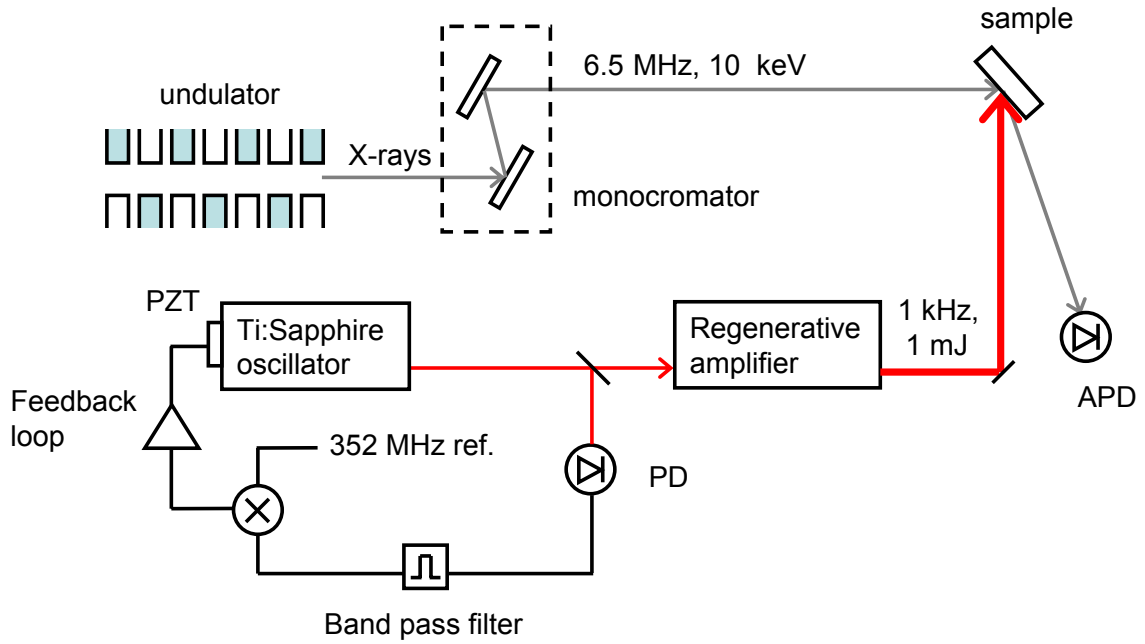 sample
6.5 MHz, 10 keV
undulator
X-rays
monocromator
PZT
Ti:Sapphire
oscillator
Regenerative
amplifier
1 kHz,
1 mJ
APD
Feedback
loop
352 MHz ref.
PD
Band pass filter